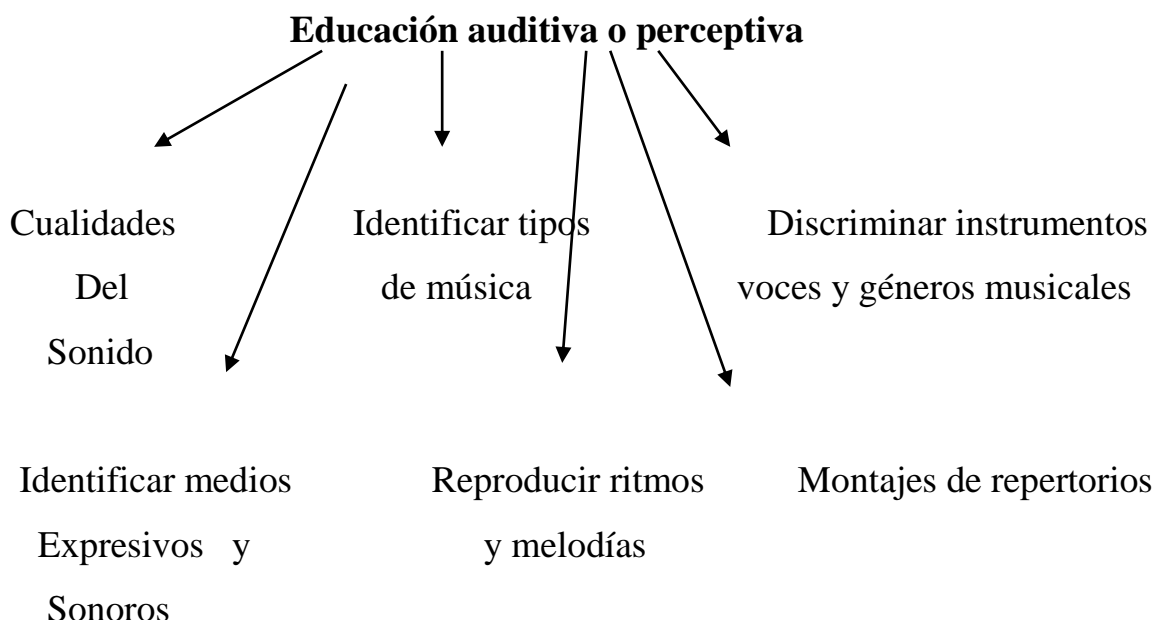 Educación auditiva o perceptiva
Cualidades
Del
Sonido
Identificar tipos
de música
Discriminar instrumentos
voces y géneros musicales
Identificar medios
Expresivos y
Sonoros
Reproducir ritmos
y melodías
Montajes de repertorios